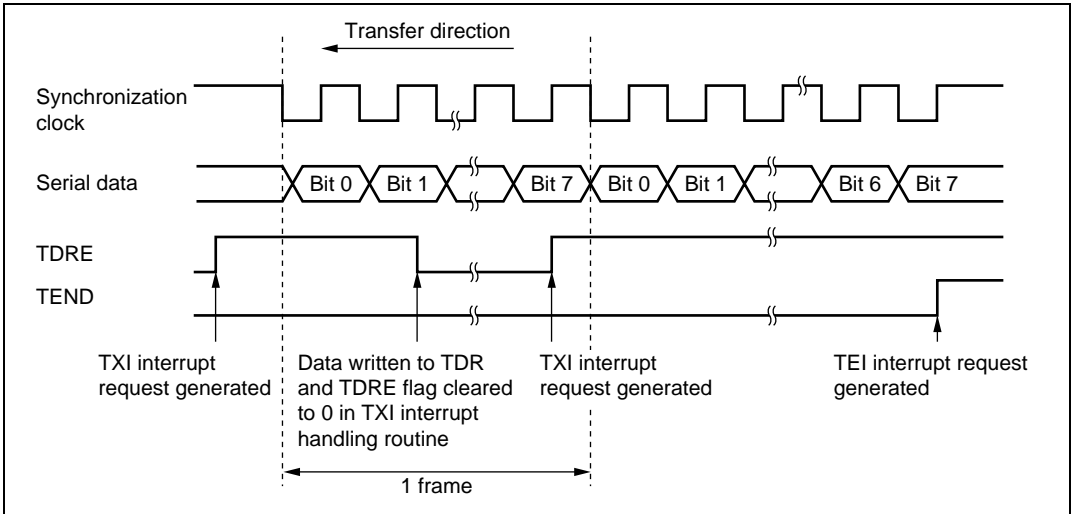 Transfer direction
Synchronization
clock
Serial data
Bit 0
Bit 1
Bit 7
Bit 0
Bit 1
Bit 6
Bit 7
TDRE
TEND
TXI interrupt
request generated
Data written to TDR
and TDRE flag cleared
to 0 in TXI interrupt
handling routine
TXI interrupt
request generated
TEI interrupt request
generated
1 frame